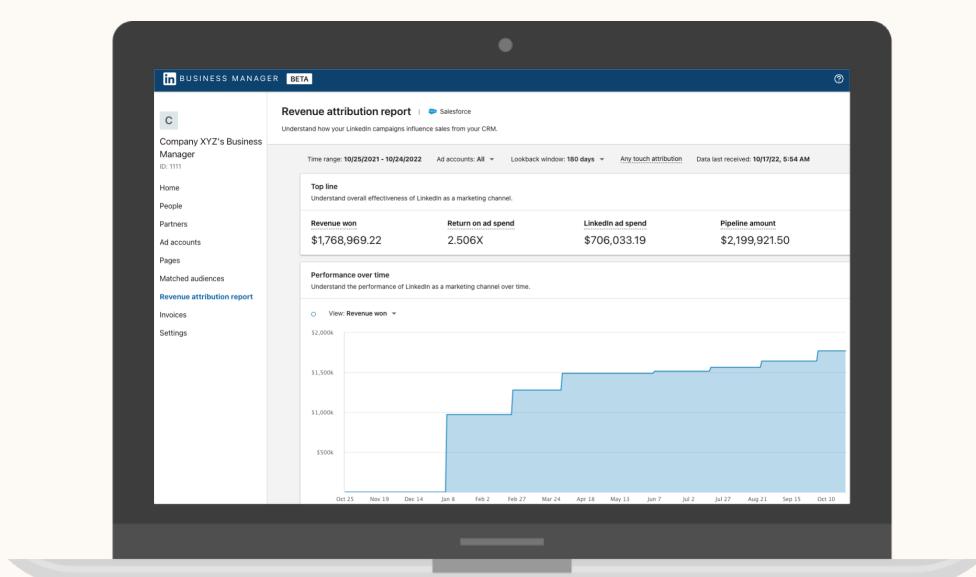 in BUSINESS MANAGER BETA
C
Company XYZ's Business
Manager
ID: 1111
Home
People
Partners
Ad accounts
Pages
Matched audiences
Revenue attribution report
Invoices
Settings
Revenue attribution report | Salesforce
Understand how your LinkedIn campaigns influence sales from your CRM.
Time range: 10/25/2021 - 10/24/2022 Ad accounts: All Lookback window: 180 days Any touch attribution Data last received: 10/17/22, 5:54 AM
Top line
Understand overall effectiveness of LinkedIn as a marketing channel.
Revenue won Return on ad spend LinkedIn ad spend Pipeline amount
$1,768,969.22 2.506X $706,033.19 $2,199,921.50
Performance over time
Understand the performance of LinkedIn as a marketing channel over time.
View: Revenue won
$2,000k
$1,500k
$1,000k
$500k
Oct 25 Nov 19 Dec 14 Jan 8 Feb 2 Feb 27 Mar 24 Apr 18 May 13 Jun 7 Jul 2 Jul 27 Aug 21 Sep 15 Oct 10